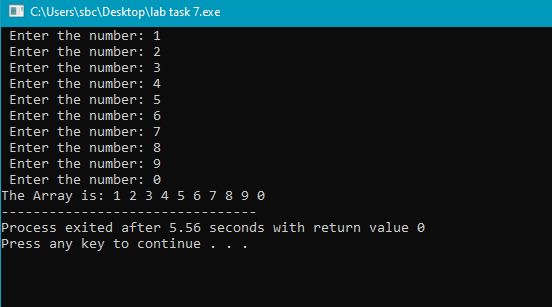 C:\Users\sbc\Desktop\lab task 7.exe
Enter the number: 1
Enter the number: 2
Enter the number: 3
Enter the number: 4
Enter the number: 5
Enter the number: 6
Enter the number: 7
Enter the number: 8
Enter the number: 9
Enter the number: 0
The Array is: 1 2 3 4 5 6 7 8 9 0
--------------------------------
Process exited after 5.56 seconds with return value 0
Press any key to continue . . .